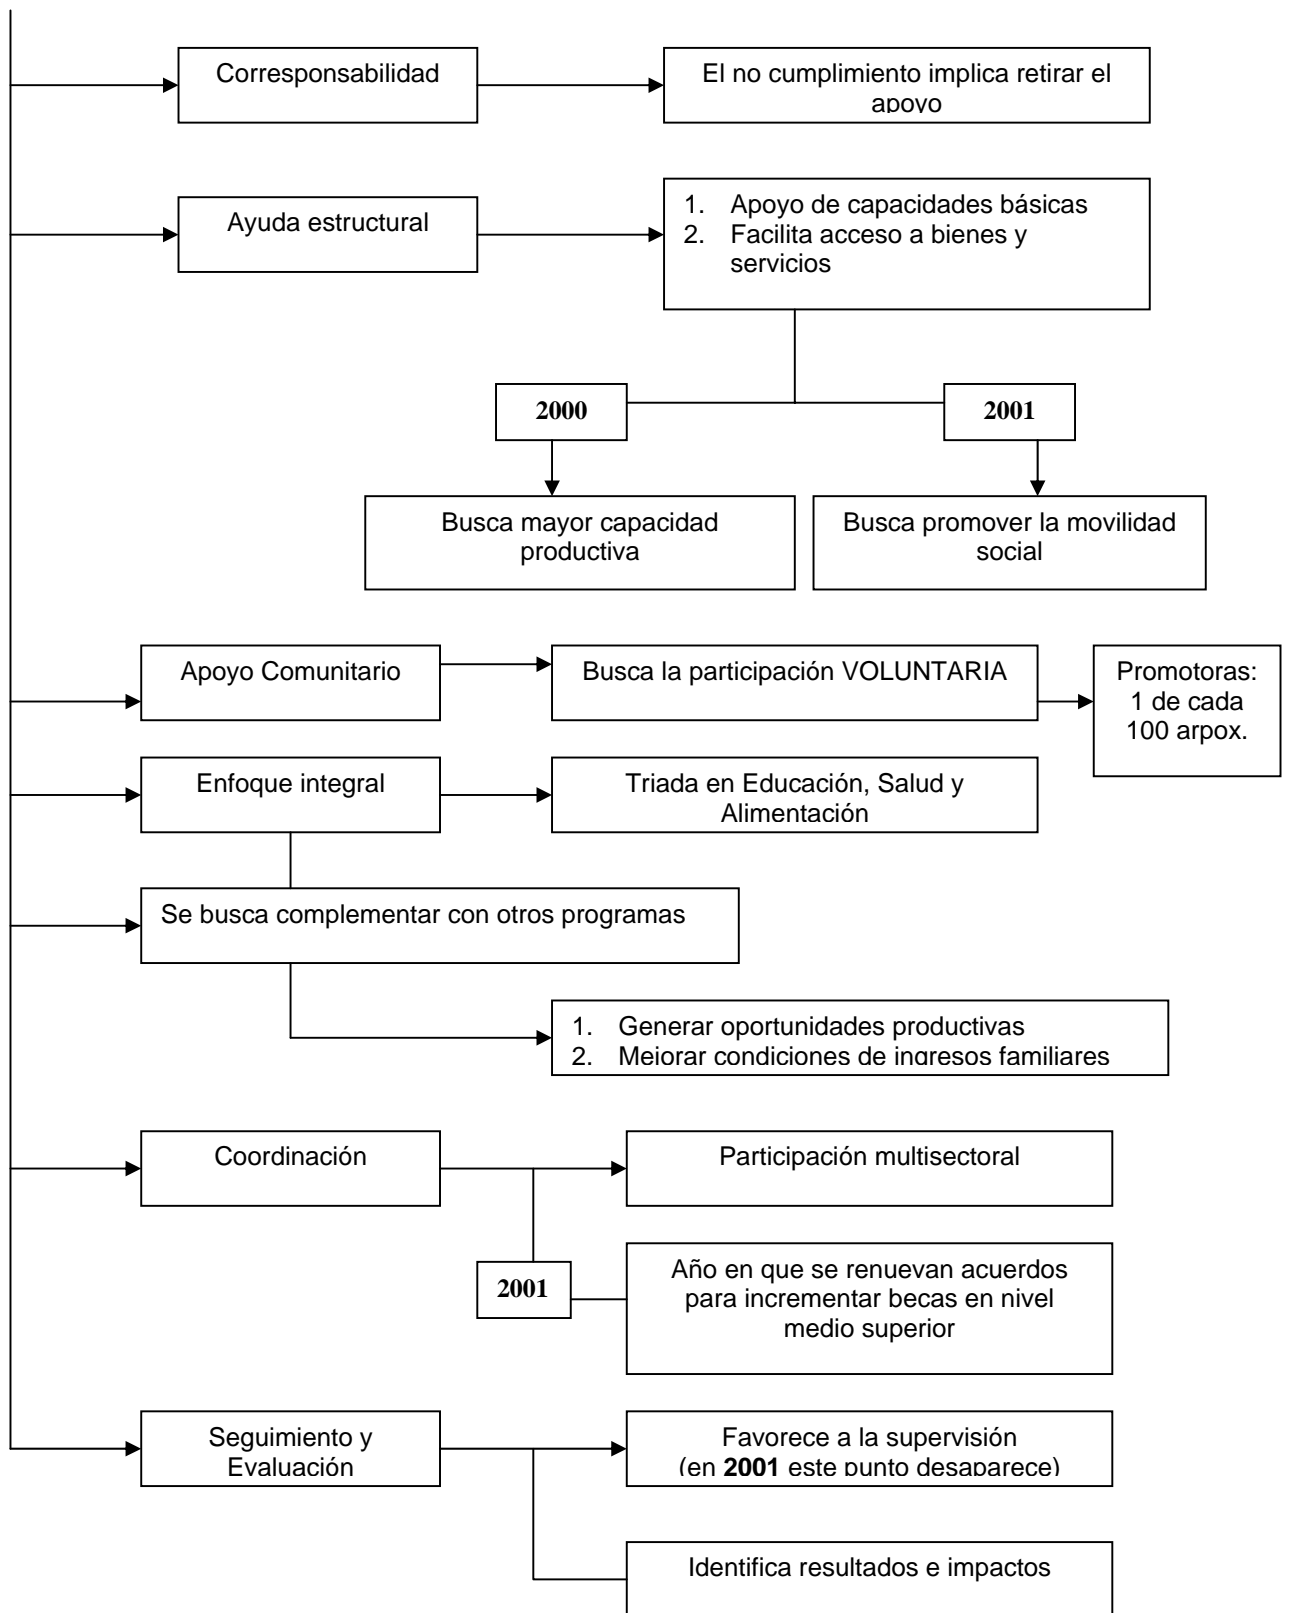 Corresponsabilidad
El no cumplimiento implica retirar el
apoyo
Ayuda estructural
1. Apoyo de capacidades básicas
2. Facilita acceso a bienes y
servicios
2000
2001
Busca mayor capacidad
productiva
Busca promover la movilidad
social
Apoyo Comunitario
Busca la participación VOLUNTARIA
Promotoras:
1 de cada
100 arpox.
Enfoque integral
Triada en Educación, Salud y
Alimentación
Se busca complementar con otros programas
1. Generar oportunidades productivas
2. Mejorar condiciones de ingresos familiares
Coordinación
Participación multisectoral
2001
Año en que se renuevan acuerdos
para incrementar becas en nivel
medio superior
Seguimiento y
Evaluación
Favorece a la supervisión
(en 2001 este punto desaparece)
Identifica resultados e impactos